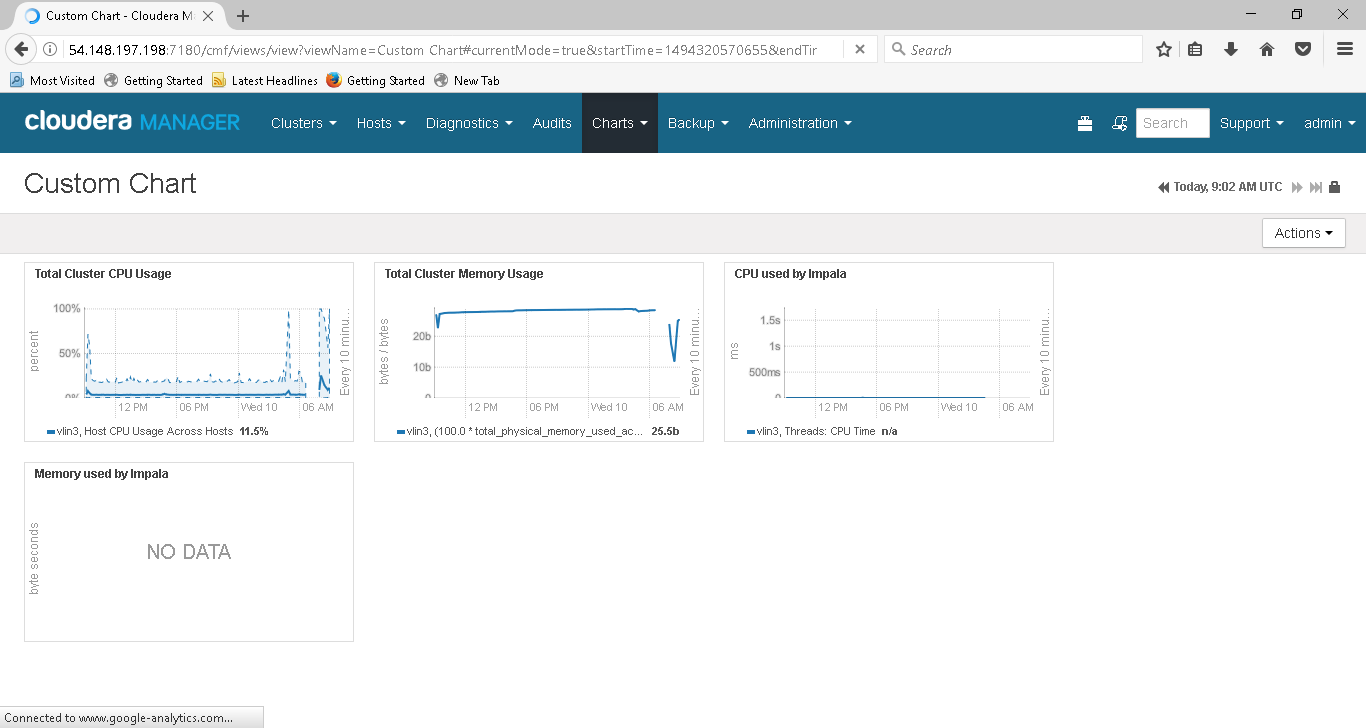 Custom Chart - Cloudera M
54.148.197.198:7180/cmf/views/view?viewName=Custom Chart#currentMode=true&startTime=1494320570655&endTir
Search
Most Visited Getting Started Latest Headlines Getting Started New Tab
cloudera MANAGER Clusters Hosts Diagnostics Audits Charts Backup Administration Search Support admin
Custom Chart
Today, 9:02 AM UTC
Actions
Total Cluster CPU Usage
percent
100%
50%
0%
12 PM 06 PM Wed 10 06 AM
Every 10 minu...
vlin3, Host CPU Usage Across Hosts 11.5%
Total Cluster Memory Usage
bytes / bytes
20b
10b
0
12 PM 06 PM Wed 10 06 AM
Every 10 minu...
vlin3, (100.0 * total_physical_memory_used_ac... 25.5b
CPU used by Impala
ms
1.5s
1s
500ms
0
12 PM 06 PM Wed 10 06 AM
Every 10 minu...
vlin3, Threads: CPU Time n/a
Memory used by Impala
byte seconds
NO DATA
Connected to www.google-analytics.com...